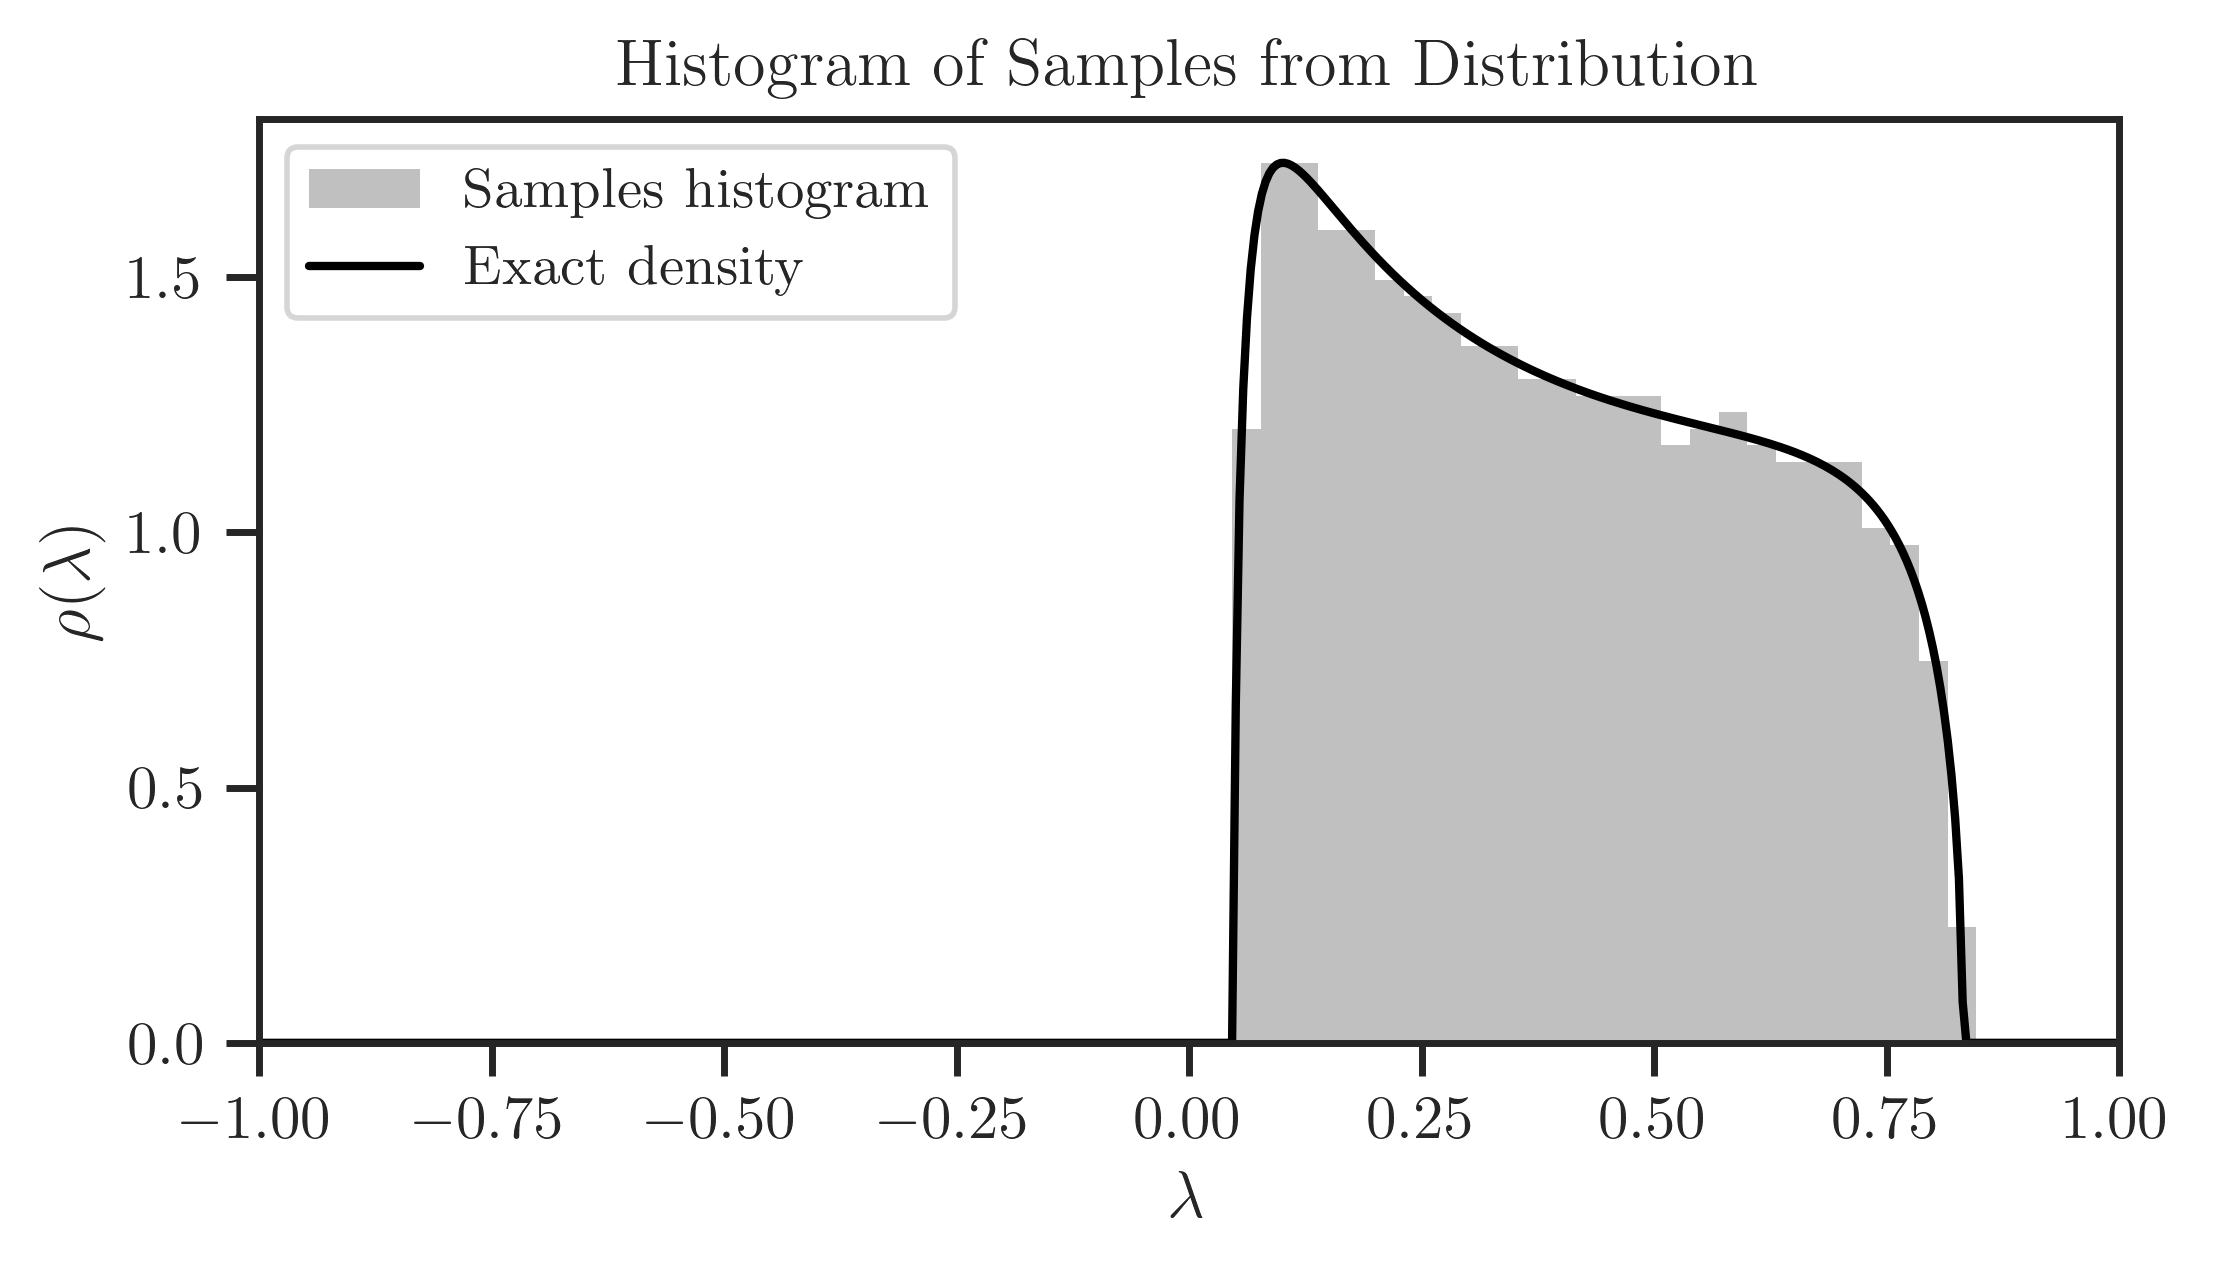 Histogram of Samples from Distribution
Samples histogram
Exact density
1.5
1.0
0.5
0.0
ρ(λ)
−1.00 −0.75 −0.50 −0.25 0.00 0.25 0.50 0.75 1.00
λ